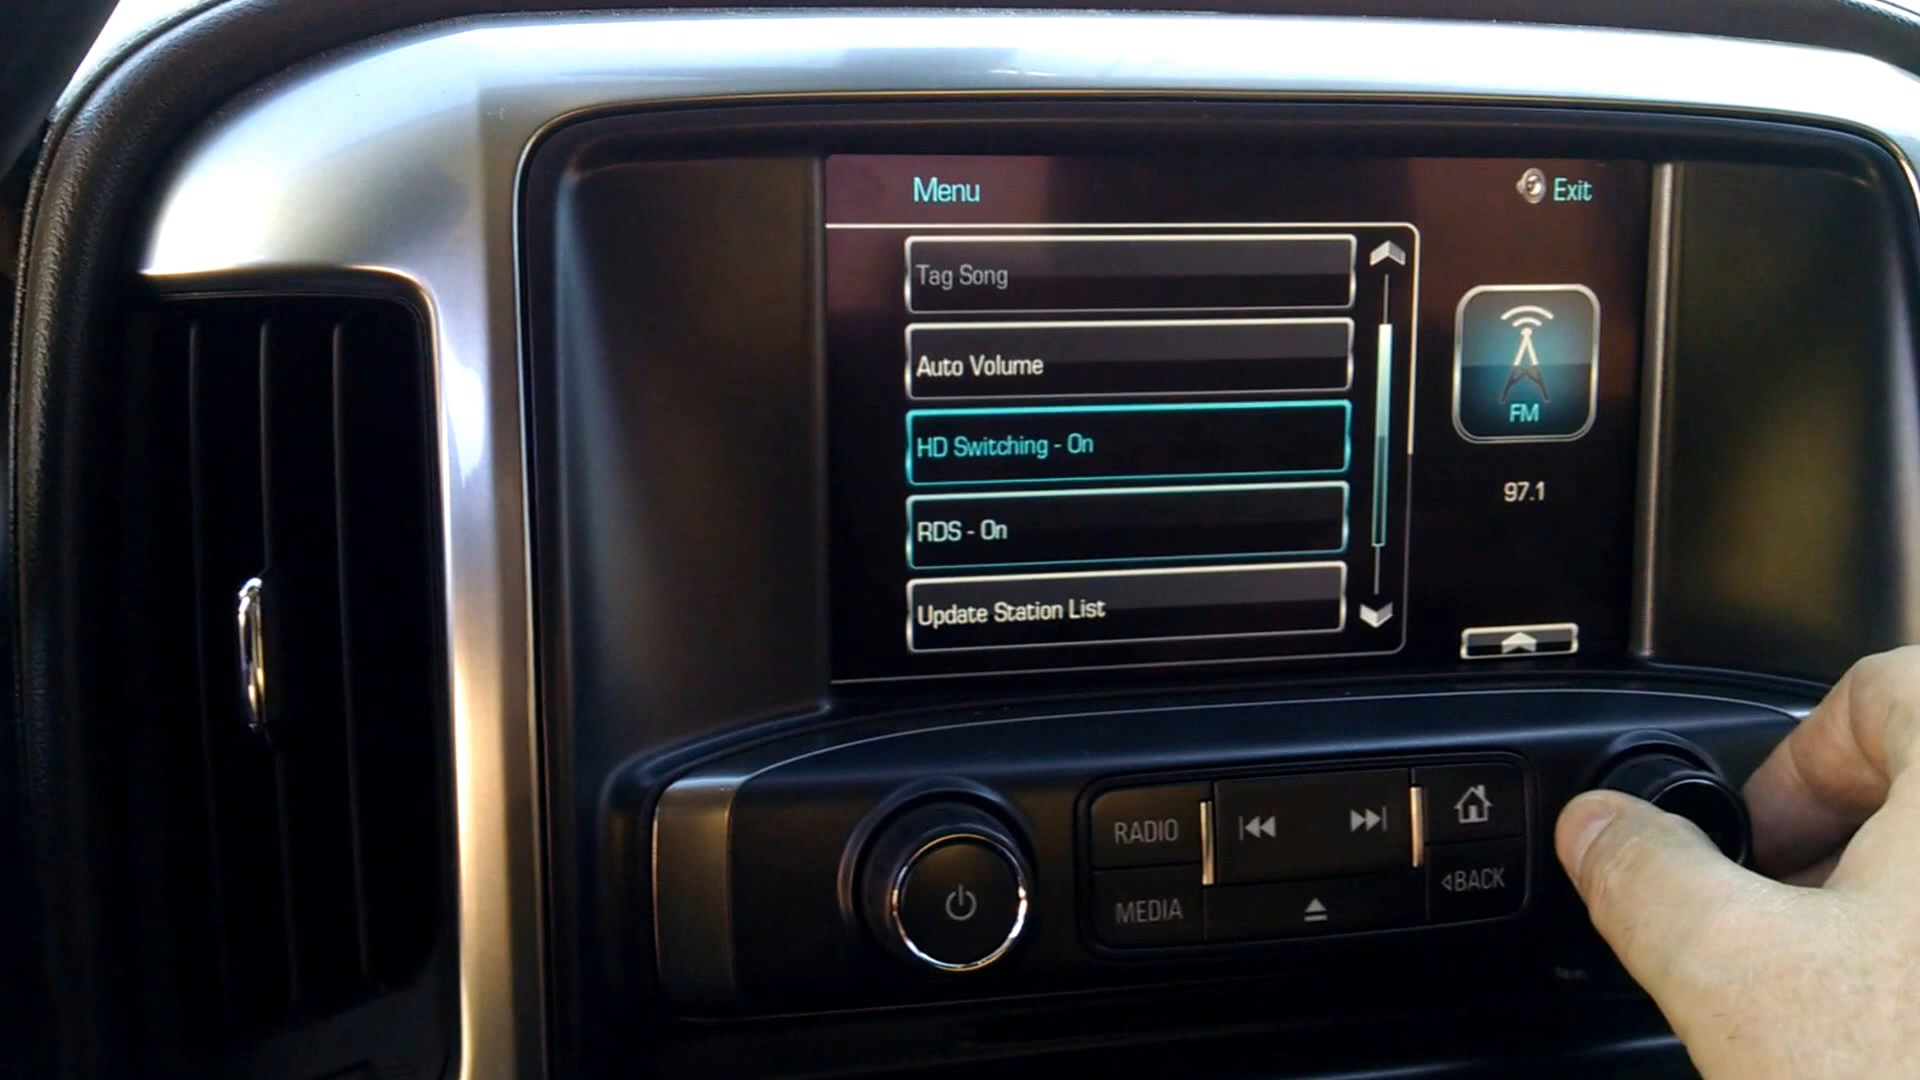 Menu
Exit
Tag Song
Auto Volume
HD Switching - On
RDS - On
Update Station List
FM
97.1
RADIO
MEDIA
BACK